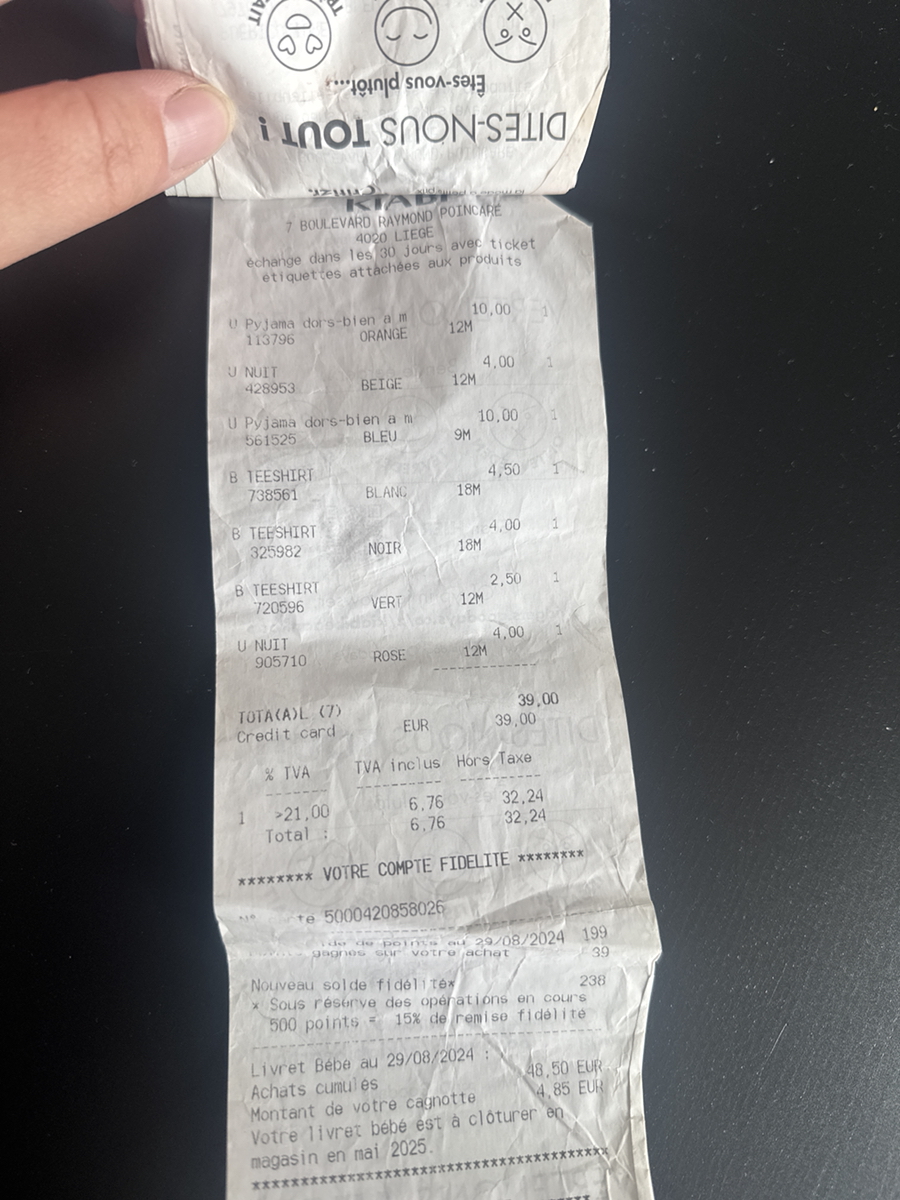 TOUT !
DITES-NOUS TOUT !
Êtes-vous plutôt....
7 BOULEVARD RAYMOND POINCARE
4020 LIEGE
échange dans les 30 jours avec ticket
étiquettes attachées aux produits
U Pyjama dors-bien a m 10,00 1
113796 ORANGE 12M
U NUIT 4,00 1
428953 BEIGE 12M
U Pyjama dors-bien a m 10,00 1
561525 BLEU 9M
B TEESHIRT 4,50 1
738561 BLANC 18M
B TEESHIRT 4,00 1
325982 NOIR 18M
B TEESHIRT 2,50 1
720596 VERT 12M
U NUIT 4,00 1
905710 ROSE 12M
------------
TOTA(A)L (7) 39,00
Credit card EUR 39,00
% TVA TVA inclus Hors Taxe
------- ---------- ----------
1 >21,00 6,76 32,24
Total : 6,76 32,24
******** VOTRE COMPTE FIDELITE ********
5000420858026
de points au 29/08/2024 199
gagnés sur votre achat 39
Nouveau solde fidélité* 238
* Sous réserve des opérations en cours
500 points = 15% de remise fidélité
Livret Bébé au 29/08/2024 :
Achats cumulés 48,50 EUR
Montant de votre cagnotte 4,85 EUR
Votre livret bébé est à clôturer en
magasin en mai 2025.